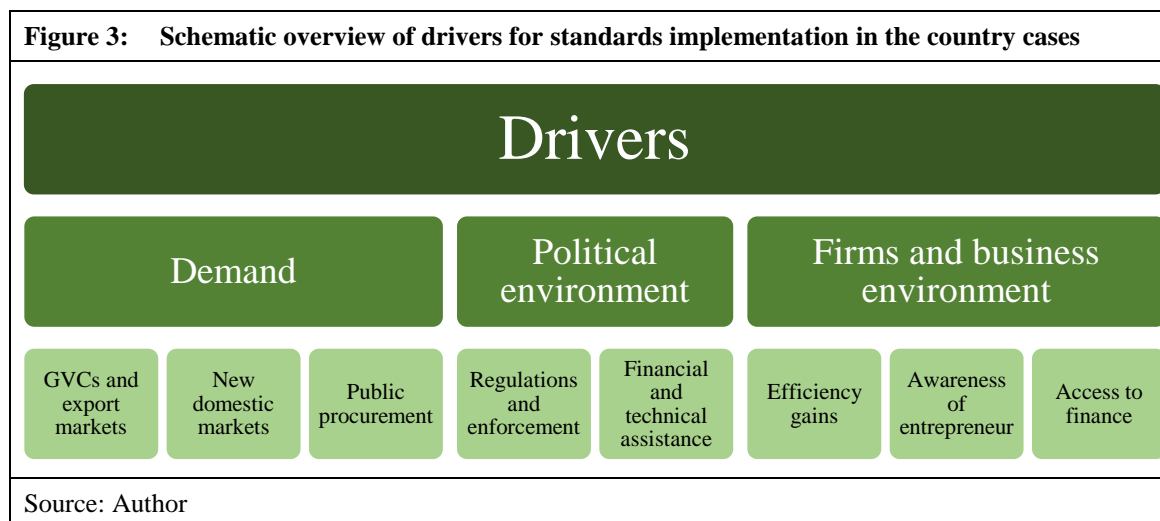 Figure 3: Schematic overview of drivers for standards implementation in the country cases
Drivers
Demand
Political
environment
Firms and business
environment
GVCs and
export
markets
New
domestic
markets
Public
procurement
Regulations
and
enforcement
Financial
and
technical
assistance
Efficiency
gains
Awareness
of
entrepreneur
Access to
finance
Source: Author